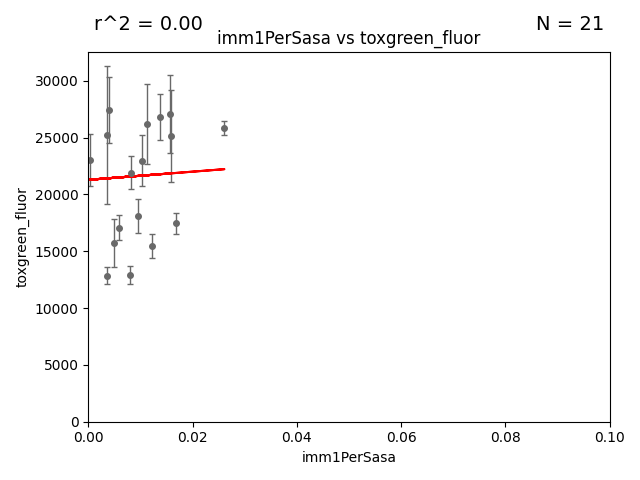 r^2 = 0.00
N = 21
imm1PerSasa vs toxgreen_fluor
30000
25000
20000
15000
10000
5000
0
toxgreen_fluor
0.00
0.02
0.04
0.06
0.08
0.10
imm1PerSasa